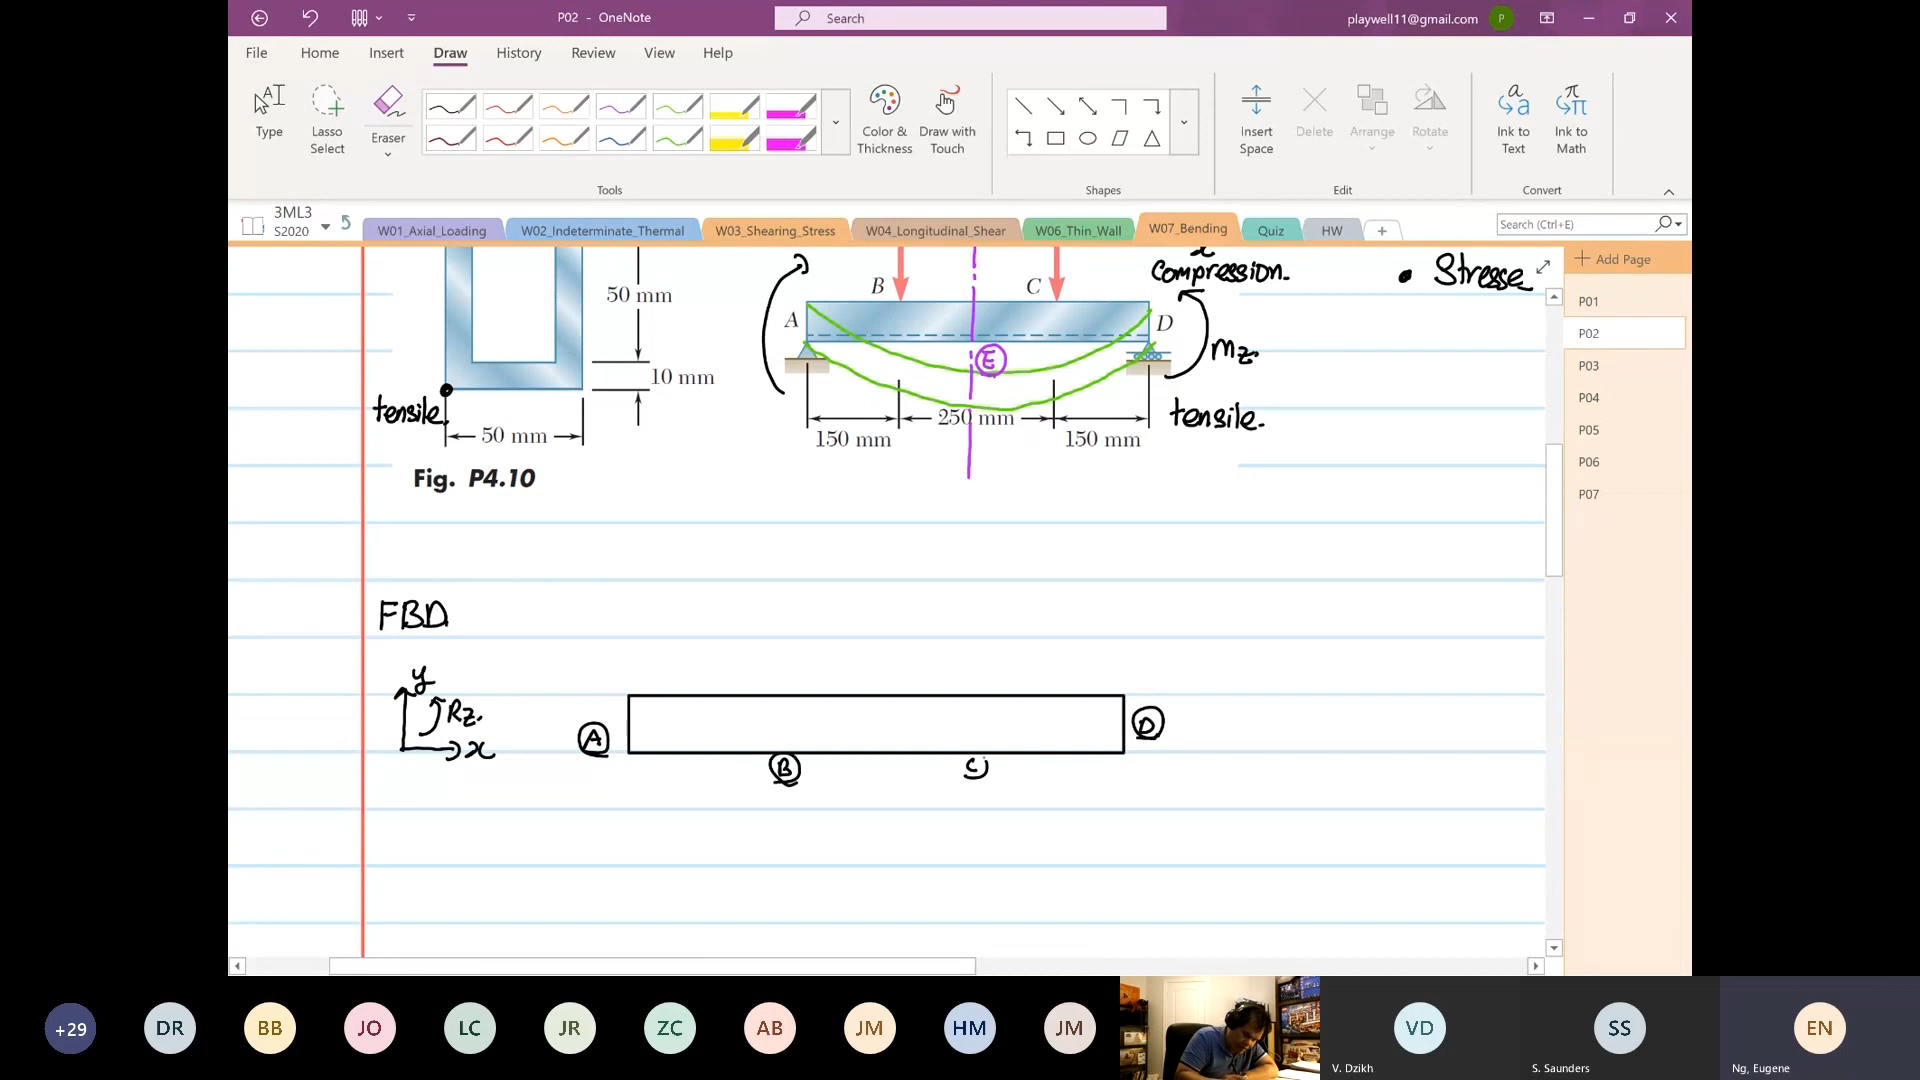 P02 - OneNote
Search
playwell11@gmail.com
P
File Home Insert Draw History Review View Help
Type
Lasso Select
Eraser
Color & Thickness
Draw with Touch
Insert Space
Delete
Arrange
Rotate
Ink to Text
Ink to Math
Tools
Shapes
Edit
Convert
3ML3 S2020
W01_Axial_Loading
W02_Indeterminate_Thermal
W03_Shearing_Stress
W04_Longitudinal_Shear
W06_Thin_Wall
W07_Bending
Quiz
HW
Search (Ctrl+E)
Add Page
P01
P02
P03
P04
P05
P06
P07
compression.
• Stresse
50 mm
B
C
A
D
E
Mz.
10 mm
tensile.
50 mm
250 mm
150 mm
150 mm
tensile.
Fig. P4.10
FBD
y
Rz.
x
A
D
B
C
+29
DR
BB
JO
LC
JR
ZC
AB
JM
HM
JM
VD
V. Dzikh
SS
S. Saunders
EN
Ng, Eugene